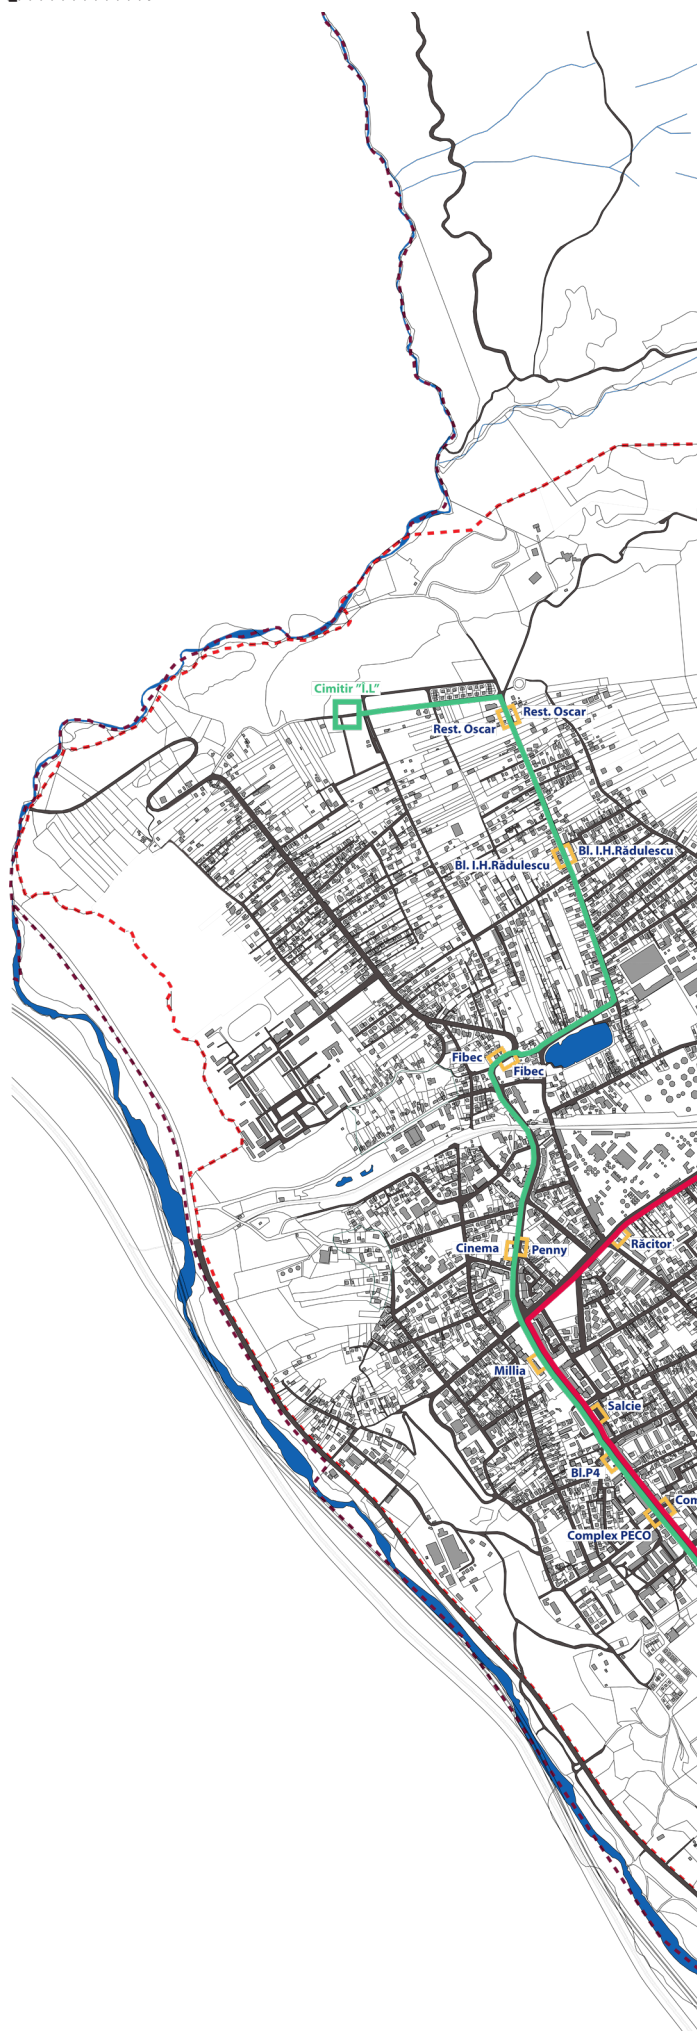 Cimitir "I.L"
Rest. Oscar
Rest. Oscar
Bl. I.H.Rădulescu
Bl. I.H.Rădulescu
Fibec
Fibec
Cinema
Penny
Răcitor
Millia
Salcie
Bl.P4
Com
Complex PECO